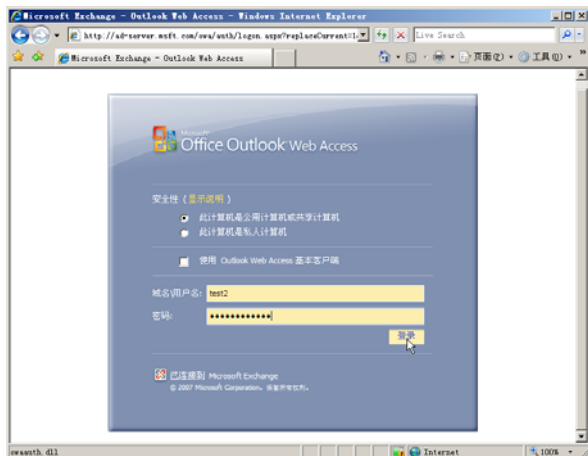 Microsoft Exchange - Outlook Web Access - Windows Internet Explorer
http://ad-server.msft.com/owa/auth/logon.aspx?replaceCurrent=1
Live Search
Microsoft Exchange - Outlook Web Access
页面(P)
工具(O)
Microsoft
Office Outlook Web Access
安全性 (显示说明)
此计算机是公用计算机或共享计算机
此计算机是私人计算机
使用 Outlook Web Access 基本客户端
域名\用户名: test2
密码: ••••••••••••
登录
已连接到 Microsoft Exchange
© 2007 Microsoft Corporation。保留所有权利。
owaauth.dll
Internet
100%